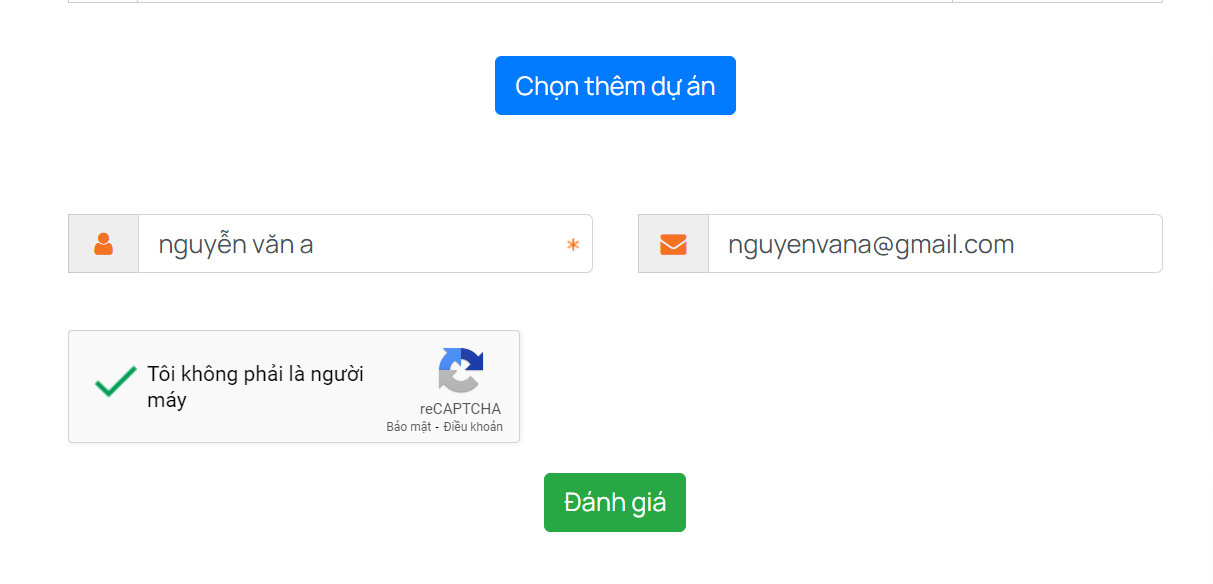 Chọn thêm dự án
nguyễn văn a *
nguyenvana@gmail.com
Tôi không phải là người
máy
reCAPTCHA
Bảo mật - Điều khoản
Đánh giá